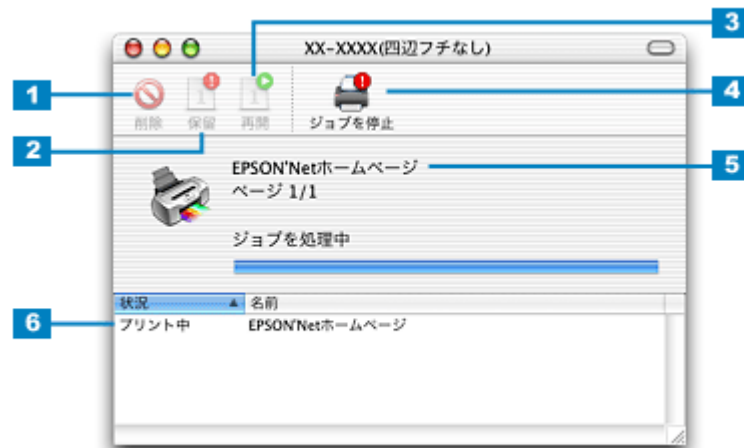 3
XX-XXXX(四辺フチなし)
1
4
削除 保留 再開 ジョブを停止
2
EPSON'Netホームページ
5
ページ 1/1
ジョブを処理中
状況 名前
6
プリント中 EPSON'Netホームページ